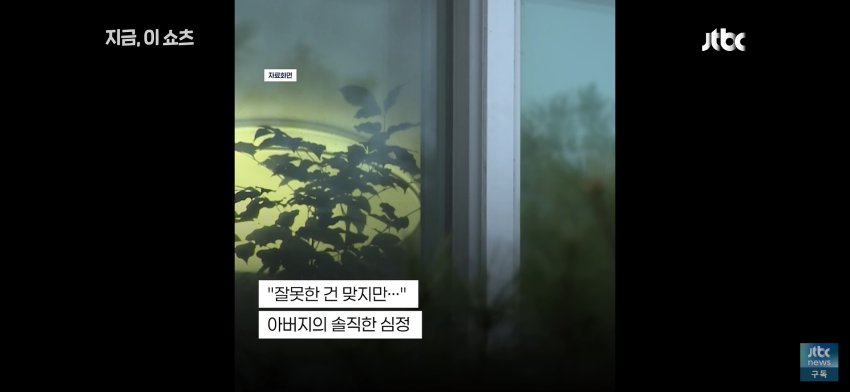 지금, 이 쇼츠
jtbc
자료화면
"잘못한 건 맞지만…"
아버지의 솔직한 심정
jtbc
news
구독